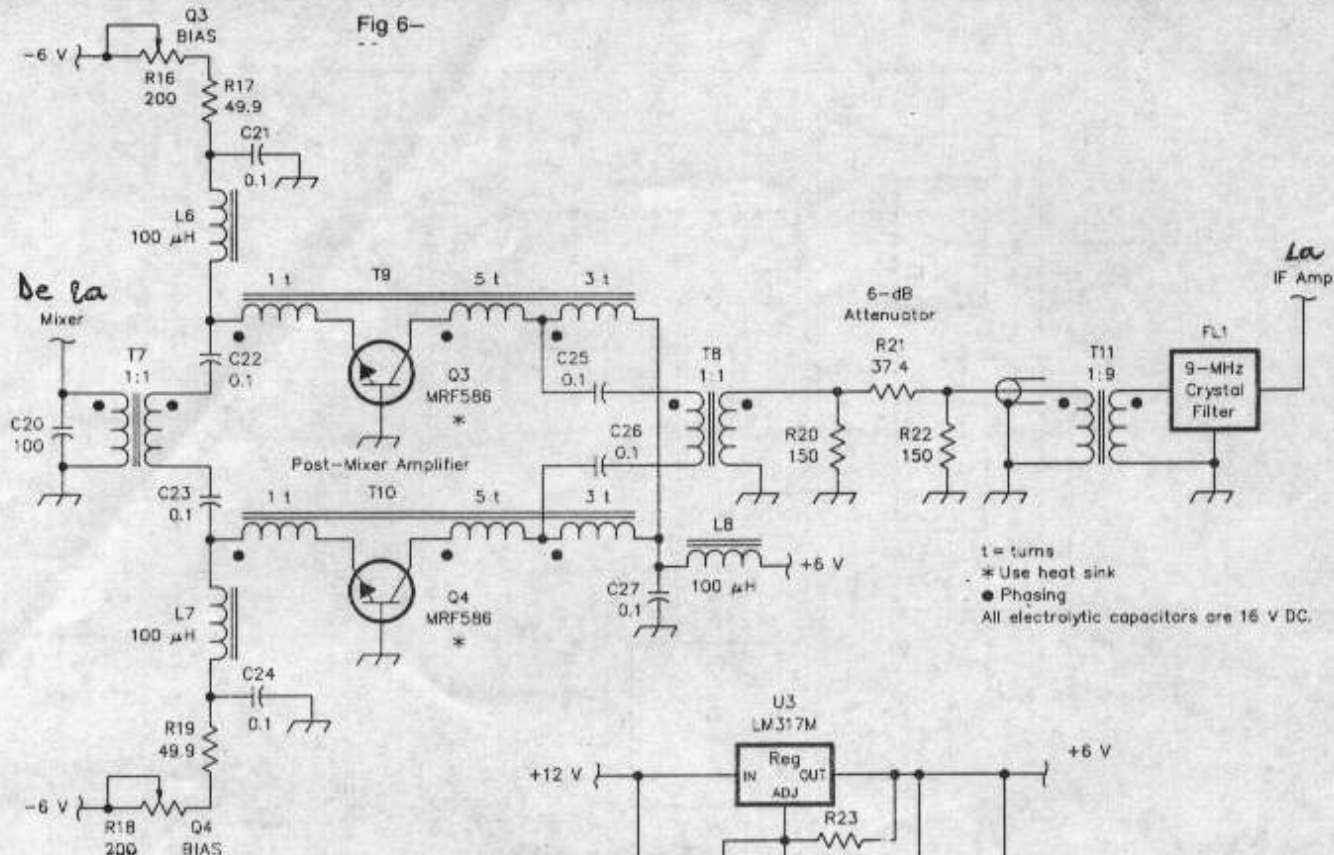 Fig 6–
Q3
BIAS
−6 V
R16
200
R17
49.9
C21
0.1
L6
100 µH
De la
Mixer
T7
1:1
C20
100
C22
0.1
1 t
T9
5 t
3 t
Q3
MRF586
*
C25
0.1
T8
1:1
6−dB
Attenuator
R21
37.4
R20
150
R22
150
T11
1:9
FL1
9−MHz
Crystal
Filter
La
IF Amp
C26
0.1
Post−Mixer Amplifier
C23
0.1
1 t
T10
5 t
3 t
Q4
MRF586
*
L8
100 µH
+6 V
C27
0.1
t = turns
* Use heat sink
● Phasing
All electrolytic capacitors are 16 V DC.
L7
100 µH
C24
0.1
R19
49.9
−6 V
R18
200
Q4
BIAS
U3
LM317M
+12 V
Reg
IN
OUT
ADJ
+6 V
R23